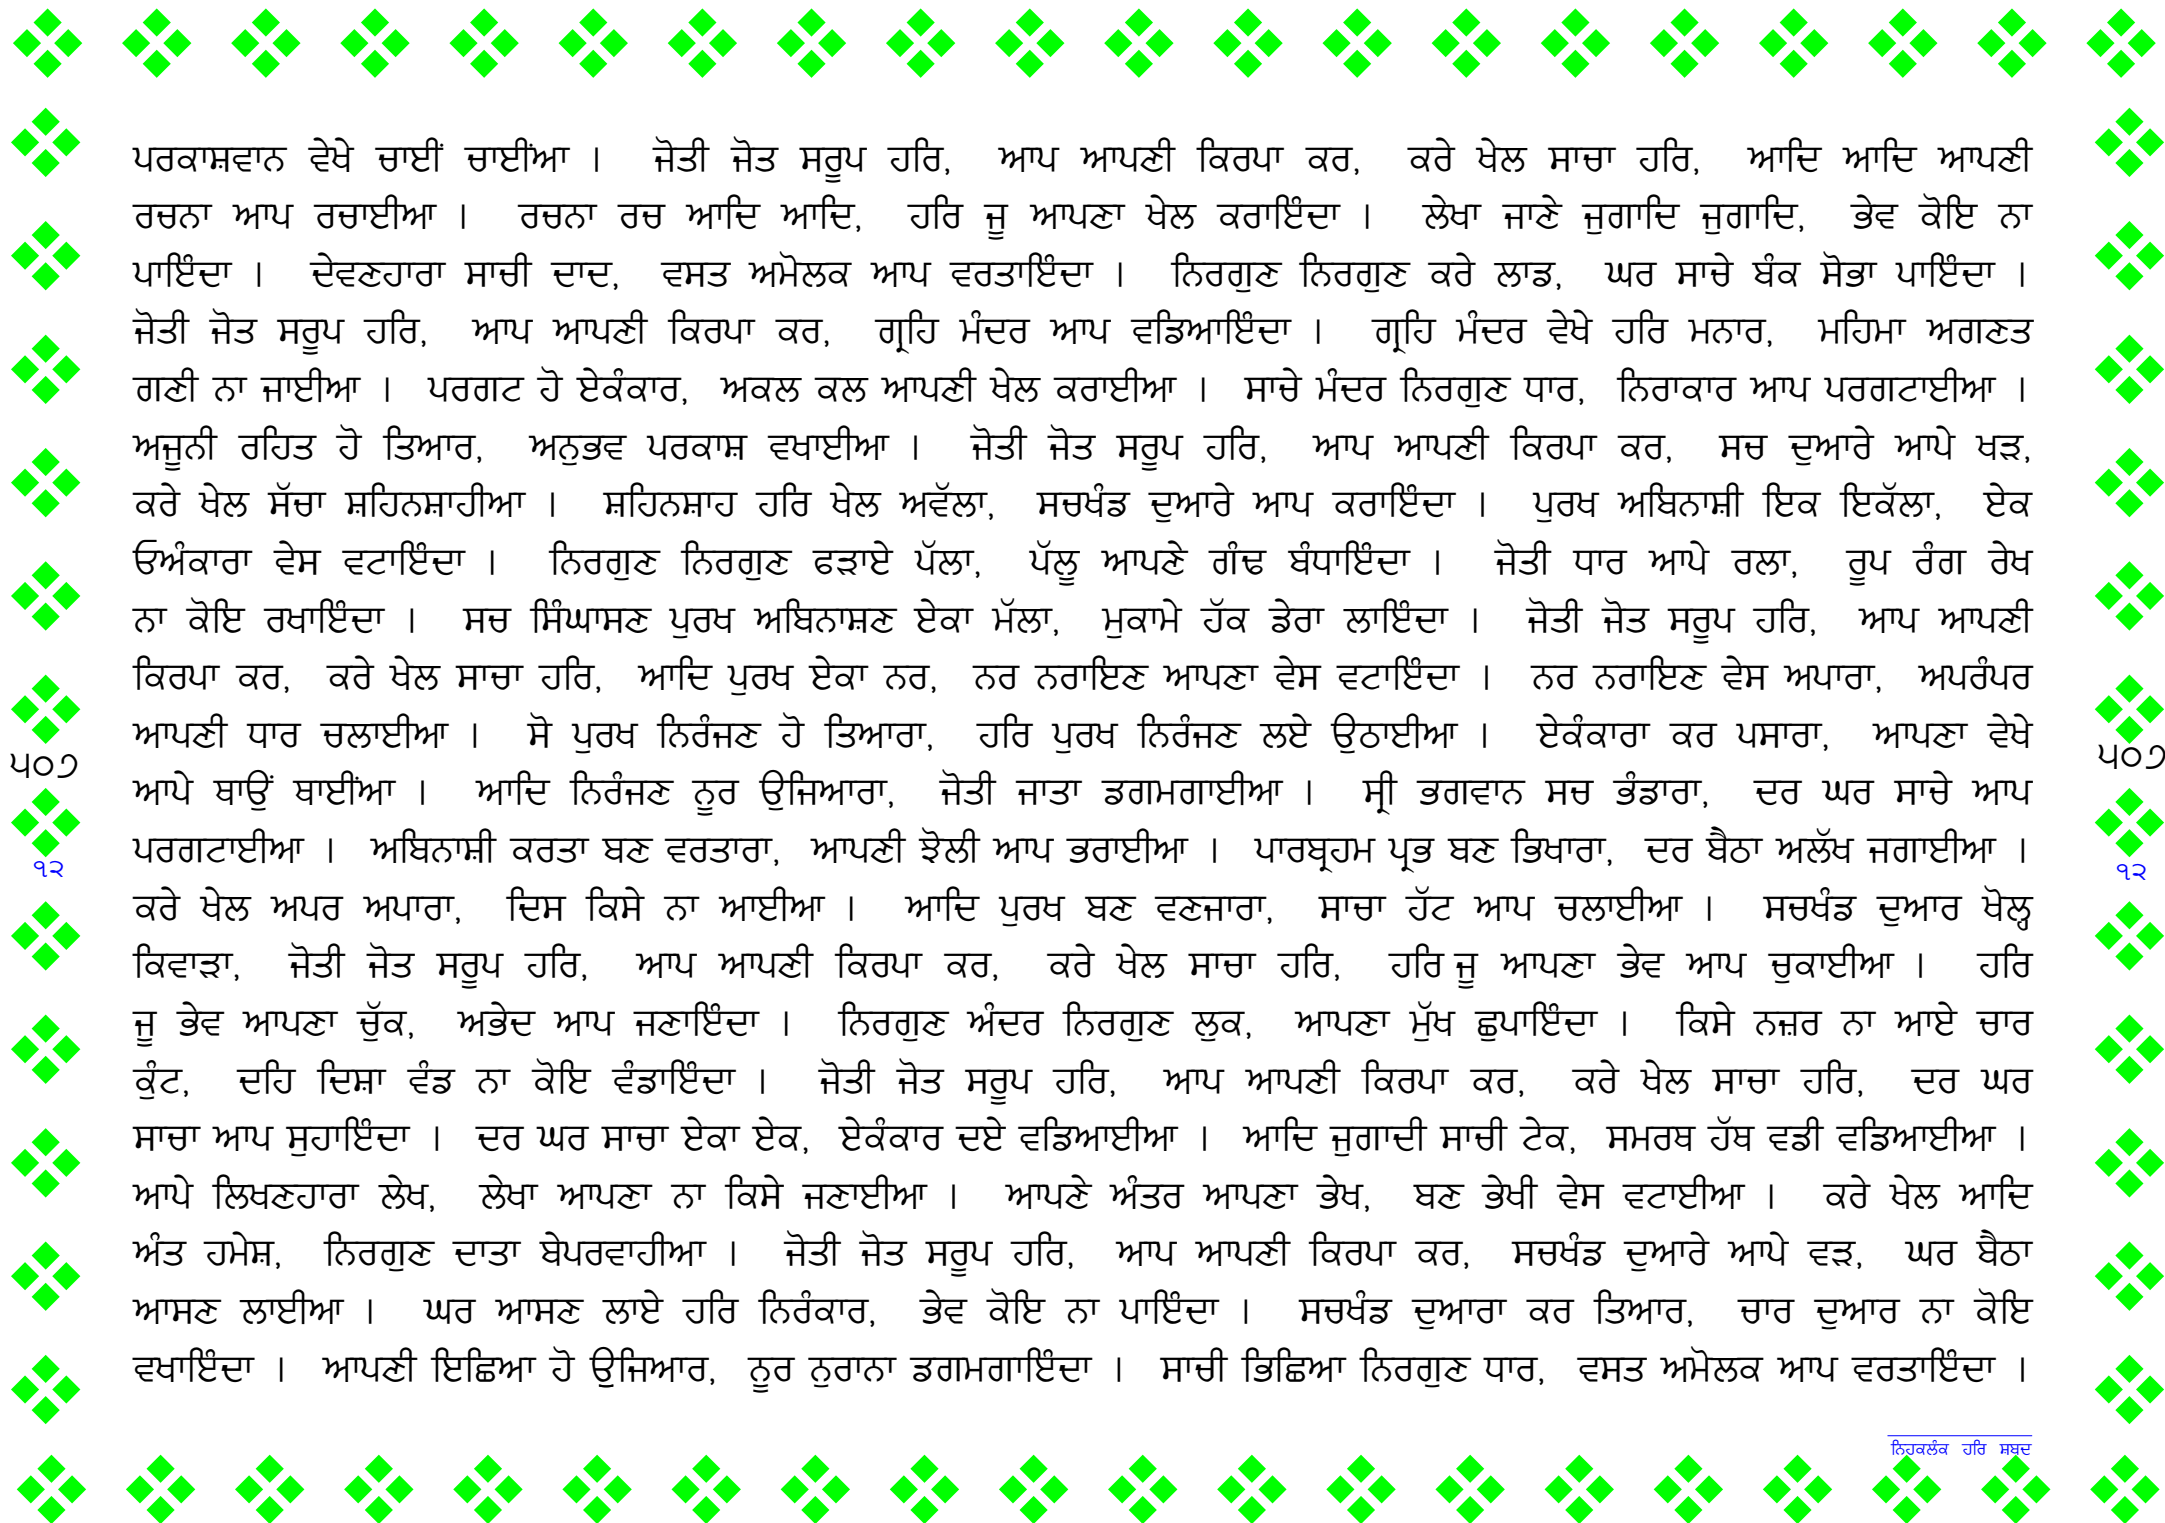 ਪਰਕਾਸ਼ਵਾਨ ਵੇਖੇ ਚਾਈਂ ਚਾਈਂਆ । ਜੋਤੀ ਜੋਤ ਸਰੂਪ ਹਰਿ, ਆਪ ਆਪਣੀ ਕਿਰਪਾ ਕਰ, ਕਰੇ ਖੇਲ ਸਾਚਾ ਹਰਿ, ਆਦਿ ਆਦਿ ਆਪਣੀ
ਰਚਨਾ ਆਪ ਰਚਾਈਆ । ਰਚਨਾ ਰਚ ਆਦਿ ਆਦਿ, ਹਰਿ ਜੂ ਆਪਣਾ ਖੇਲ ਕਰਾਇੰਦਾ । ਲੇਖਾ ਜਾਣੇ ਜੁਗਾਦਿ ਜੁਗਾਦਿ, ਭੇਵ ਕੋਇ ਨਾ
ਪਾਇੰਦਾ । ਦੇਵਣਹਾਰਾ ਸਾਚੀ ਦਾਦ, ਵਸਤ ਅਮੋਲਕ ਆਪ ਵਰਤਾਇੰਦਾ । ਨਿਰਗੁਣ ਨਿਰਗੁਣ ਕਰੇ ਲਾਡ, ਘਰ ਸਾਚੇ ਬੰਕ ਸੋਭਾ ਪਾਇੰਦਾ ।
ਜੋਤੀ ਜੋਤ ਸਰੂਪ ਹਰਿ, ਆਪ ਆਪਣੀ ਕਿਰਪਾ ਕਰ, ਗ੍ਰਹਿ ਮੰਦਰ ਆਪ ਵਡਿਆਇੰਦਾ । ਗ੍ਰਹਿ ਮੰਦਰ ਵੇਖੇ ਹਰਿ ਮਨਾਰ, ਮਹਿਮਾ ਅਗਣਤ
ਗਣੀ ਨਾ ਜਾਈਆ । ਪਰਗਟ ਹੋ ਏਕੰਕਾਰ, ਅਕਲ ਕਲ ਆਪਣੀ ਖੇਲ ਕਰਾਈਆ । ਸਾਚੇ ਮੰਦਰ ਨਿਰਗੁਣ ਧਾਰ, ਨਿਰਾਕਾਰ ਆਪ ਪਰਗਟਾਈਆ ।
ਅਜੂਨੀ ਰਹਿਤ ਹੋ ਤਿਆਰ, ਅਨੁਭਵ ਪਰਕਾਸ਼ ਵਖਾਈਆ । ਜੋਤੀ ਜੋਤ ਸਰੂਪ ਹਰਿ, ਆਪ ਆਪਣੀ ਕਿਰਪਾ ਕਰ, ਸਚ ਦੁਆਰੇ ਆਪੇ ਖੜ,
ਕਰੇ ਖੇਲ ਸੱਚਾ ਸ਼ਹਿਨਸ਼ਾਹੀਆ । ਸ਼ਹਿਨਸ਼ਾਹ ਹਰਿ ਖੇਲ ਅਵੱਲਾ, ਸਚਖੰਡ ਦੁਆਰੇ ਆਪ ਕਰਾਇੰਦਾ । ਪੁਰਖ ਅਬਿਨਾਸ਼ੀ ਇਕ ਇਕੱਲਾ, ਏਕ
ਓਅੰਕਾਰਾ ਵੇਸ ਵਟਾਇੰਦਾ । ਨਿਰਗੁਣ ਨਿਰਗੁਣ ਫੜਾਏ ਪੱਲਾ, ਪੱਲੂ ਆਪਣੇ ਗੰਢ ਬੰਧਾਇੰਦਾ । ਜੋਤੀ ਧਾਰ ਆਪੇ ਰਲਾ, ਰੂਪ ਰੰਗ ਰੇਖ
ਨਾ ਕੋਇ ਰਖਾਇੰਦਾ । ਸਚ ਸਿੰਘਾਸਣ ਪੁਰਖ ਅਬਿਨਾਸ਼ਣ ਏਕਾ ਮੱਲਾ, ਮੁਕਾਮੇ ਹੱਕ ਡੇਰਾ ਲਾਇੰਦਾ । ਜੋਤੀ ਜੋਤ ਸਰੂਪ ਹਰਿ, ਆਪ ਆਪਣੀ
ਕਿਰਪਾ ਕਰ, ਕਰੇ ਖੇਲ ਸਾਚਾ ਹਰਿ, ਆਦਿ ਪੁਰਖ ਏਕਾ ਨਰ, ਨਰ ਨਰਾਇਣ ਆਪਣਾ ਵੇਸ ਵਟਾਇੰਦਾ । ਨਰ ਨਰਾਇਣ ਵੇਸ ਅਪਾਰਾ, ਅਪਰੰਪਰ
ਆਪਣੀ ਧਾਰ ਚਲਾਈਆ । ਸੋ ਪੁਰਖ ਨਿਰੰਜਣ ਹੋ ਤਿਆਰਾ, ਹਰਿ ਪੁਰਖ ਨਿਰੰਜਣ ਲਏ ਉਠਾਈਆ । ਏਕੰਕਾਰਾ ਕਰ ਪਸਾਰਾ, ਆਪਣਾ ਵੇਖੇ
ਆਪੇ ਥਾਉਂ ਥਾਈਂਆ । ਆਦਿ ਨਿਰੰਜਣ ਨੂਰ ਉਜਿਆਰਾ, ਜੋਤੀ ਜਾਤਾ ਡਗਮਗਾਈਆ । ਸ੍ਰੀ ਭਗਵਾਨ ਸਚ ਭੰਡਾਰਾ, ਦਰ ਘਰ ਸਾਚੇ ਆਪ
ਪਰਗਟਾਈਆ । ਅਬਿਨਾਸ਼ੀ ਕਰਤਾ ਬਣ ਵਰਤਾਰਾ, ਆਪਣੀ ਝੋਲੀ ਆਪ ਭਰਾਈਆ । ਪਾਰਬ੍ਰਹਮ ਪ੍ਰਭ ਬਣ ਭਿਖਾਰਾ, ਦਰ ਬੈਠਾ ਅਲੱਖ ਜਗਾਈਆ ।
ਕਰੇ ਖੇਲ ਅਪਰ ਅਪਾਰਾ, ਦਿਸ ਕਿਸੇ ਨਾ ਆਈਆ । ਆਦਿ ਪੁਰਖ ਬਣ ਵਣਜਾਰਾ, ਸਾਚਾ ਹੱਟ ਆਪ ਚਲਾਈਆ । ਸਚਖੰਡ ਦੁਆਰ ਖੋਲ੍ਹ
ਕਿਵਾੜਾ, ਜੋਤੀ ਜੋਤ ਸਰੂਪ ਹਰਿ, ਆਪ ਆਪਣੀ ਕਿਰਪਾ ਕਰ, ਕਰੇ ਖੇਲ ਸਾਚਾ ਹਰਿ, ਹਰਿ ਜੂ ਆਪਣਾ ਭੇਵ ਆਪ ਚੁਕਾਈਆ । ਹਰਿ
ਜੂ ਭੇਵ ਆਪਣਾ ਚੁੱਕ, ਅਭੇਦ ਆਪ ਜਣਾਇੰਦਾ । ਨਿਰਗੁਣ ਅੰਦਰ ਨਿਰਗੁਣ ਲੁਕ, ਆਪਣਾ ਮੁੱਖ ਛੁਪਾਇੰਦਾ । ਕਿਸੇ ਨਜ਼ਰ ਨਾ ਆਏ ਚਾਰ
ਕੁੰਟ, ਦਹਿ ਦਿਸ਼ਾ ਵੰਡ ਨਾ ਕੋਇ ਵੰਡਾਇੰਦਾ । ਜੋਤੀ ਜੋਤ ਸਰੂਪ ਹਰਿ, ਆਪ ਆਪਣੀ ਕਿਰਪਾ ਕਰ, ਕਰੇ ਖੇਲ ਸਾਚਾ ਹਰਿ, ਦਰ ਘਰ
ਸਾਚਾ ਆਪ ਸੁਹਾਇੰਦਾ । ਦਰ ਘਰ ਸਾਚਾ ਏਕਾ ਏਕ, ਏਕੰਕਾਰ ਦਏ ਵਡਿਆਈਆ । ਆਦਿ ਜੁਗਾਦੀ ਸਾਚੀ ਟੇਕ, ਸਮਰਥ ਹੱਥ ਵਡੀ ਵਡਿਆਈਆ ।
ਆਪੇ ਲਿਖਣਹਾਰਾ ਲੇਖ, ਲੇਖਾ ਆਪਣਾ ਨਾ ਕਿਸੇ ਜਣਾਈਆ । ਆਪਣੇ ਅੰਤਰ ਆਪਣਾ ਭੇਖ, ਬਣ ਭੇਖੀ ਵੇਸ ਵਟਾਈਆ । ਕਰੇ ਖੇਲ ਆਦਿ
ਅੰਤ ਹਮੇਸ਼, ਨਿਰਗੁਣ ਦਾਤਾ ਬੇਪਰਵਾਹੀਆ । ਜੋਤੀ ਜੋਤ ਸਰੂਪ ਹਰਿ, ਆਪ ਆਪਣੀ ਕਿਰਪਾ ਕਰ, ਸਚਖੰਡ ਦੁਆਰੇ ਆਪੇ ਵੜ, ਘਰ ਬੈਠਾ
ਆਸਣ ਲਾਈਆ । ਘਰ ਆਸਣ ਲਾਏ ਹਰਿ ਨਿਰੰਕਾਰ, ਭੇਵ ਕੋਇ ਨਾ ਪਾਇੰਦਾ । ਸਚਖੰਡ ਦੁਆਰਾ ਕਰ ਤਿਆਰ, ਚਾਰ ਦੁਆਰ ਨਾ ਕੋਇ
ਵਖਾਇੰਦਾ । ਆਪਣੀ ਇਛਿਆ ਹੋ ਉਜਿਆਰ, ਨੂਰ ਨੁਰਾਨਾ ਡਗਮਗਾਇੰਦਾ । ਸਾਚੀ ਭਿਛਿਆ ਨਿਰਗੁਣ ਧਾਰ, ਵਸਤ ਅਮੋਲਕ ਆਪ ਵਰਤਾਇੰਦਾ ।
੫੦੭
੧੨
੫੦੭
੧੨
ਨਿਹਕਲੰਕ ਹਰਿ ਸ਼ਬਦ